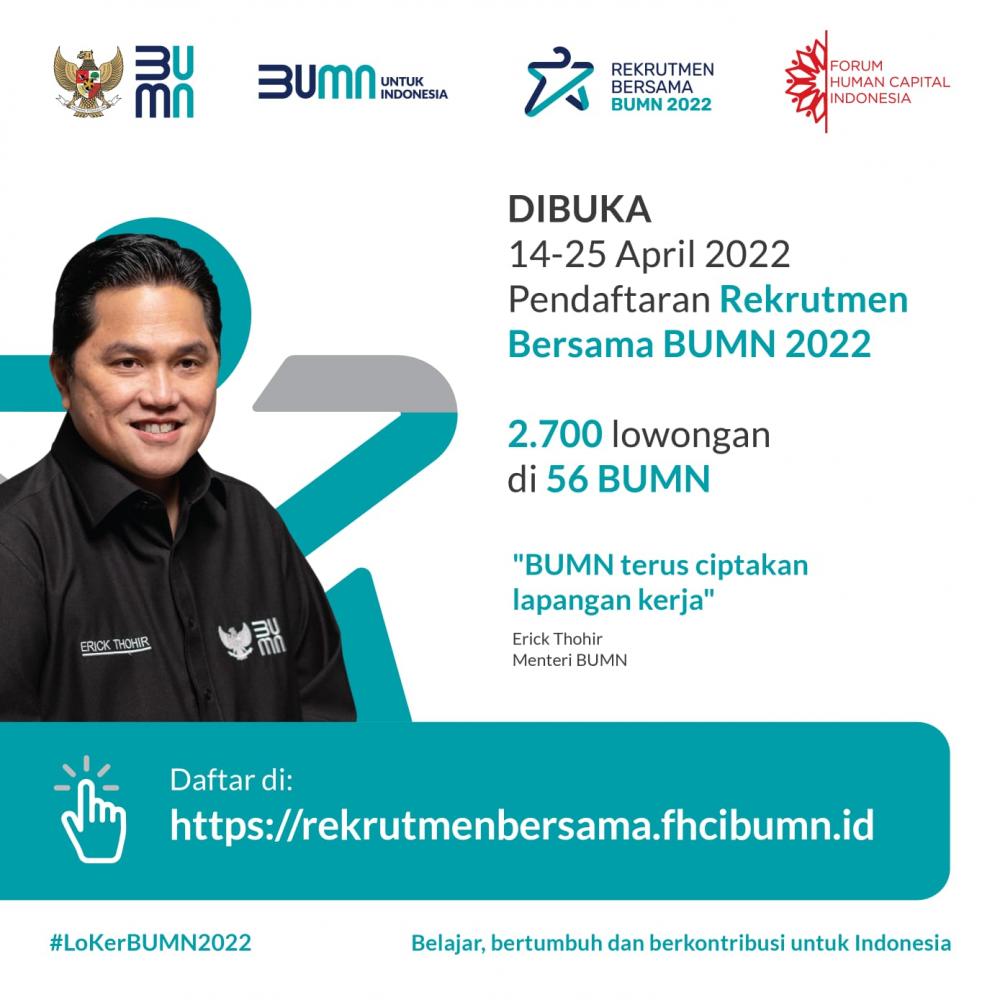 BUMN
BUMN UNTUK INDONESIA
REKRUTMEN
BERSAMA
BUMN 2022
FORUM
HUMAN CAPITAL
INDONESIA
DIBUKA
14-25 April 2022
Pendaftaran Rekrutmen
Bersama BUMN 2022
2.700 lowongan
di 56 BUMN
"BUMN terus ciptakan
lapangan kerja"
Erick Thohir
Menteri BUMN
ERICK THOHIR
BUMN
Daftar di:
https://rekrutmenbersama.fhcibumn.id
#LoKerBUMN2022
Belajar, bertumbuh dan berkontribusi untuk Indonesia